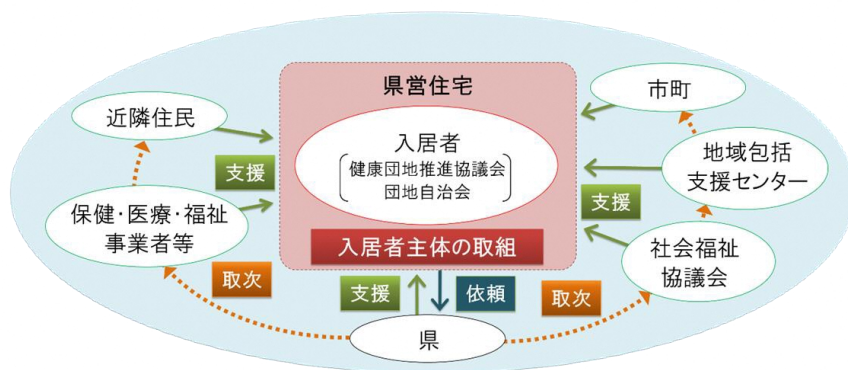 県営住宅
入居者
健康団地推進協議会
団地自治会
入居者主体の取組
近隣住民
支援
保健・医療・福祉
事業者等
取次
市町
地域包括
支援センター
支援
社会福祉
協議会
取次
支援
依頼
県